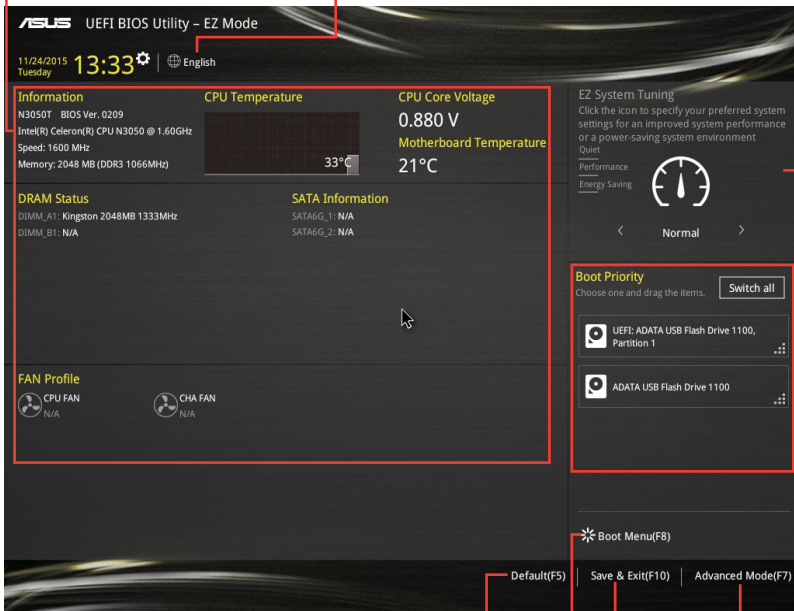 ASUS UEFI BIOS Utility – EZ Mode
11/24/2015
Tuesday
13:33
English
Information
N3050T BIOS Ver. 0209
Intel(R) Celeron(R) CPU N3050 @ 1.60GHz
Speed: 1600 MHz
Memory: 2048 MB (DDR3 1066MHz)
CPU Temperature
33°C
CPU Core Voltage
0.880 V
Motherboard Temperature
21°C
EZ System Tuning
Click the icon to specify your preferred system
settings for an improved system performance
or a power-saving system environment
Quiet
Performance
Energy Saving
Normal
DRAM Status
DIMM_A1: Kingston 2048MB 1333MHz
DIMM_B1: N/A
SATA Information
SATA6G_1: N/A
SATA6G_2: N/A
Boot Priority
Choose one and drag the items.
Switch all
UEFI: ADATA USB Flash Drive 1100,
Partition 1
ADATA USB Flash Drive 1100
FAN Profile
CPU FAN
N/A
CHA FAN
N/A
Boot Menu(F8)
Default(F5)
Save & Exit(F10)
Advanced Mode(F7)